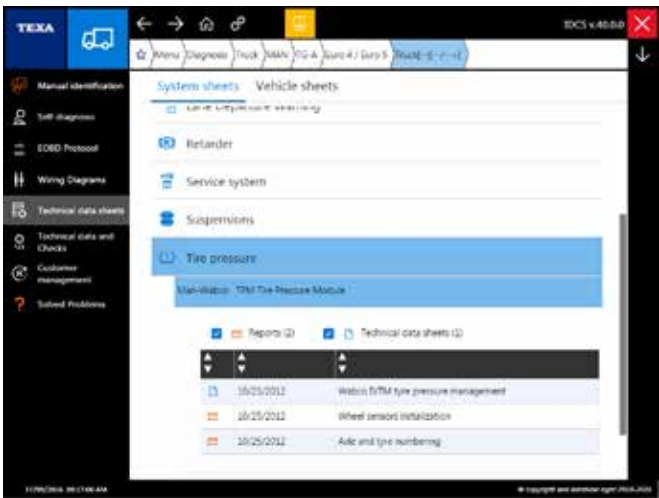 TEXA
IDC5 v.40.0.0
Menu Diagnosis Truck MAN TG-A Euro 4 / Euro 5
Manual identification
Self-diagnosis
EOBD Protocol
Wiring Diagrams
Technical data sheets
Technical data and Checks
Customer management
Solved Problems
System sheets Vehicle sheets
Lane Departure Warning
Retarder
Service system
Suspensions
Tire pressure
Man-Wabco TPM Tire Pressure Module
Reports (2) Technical data sheets (1)
10/25/2012 Wabco IVTM tyre pressure management
10/25/2012 Wheel sensors initialization
10/25/2012 Axle and tyre numbering